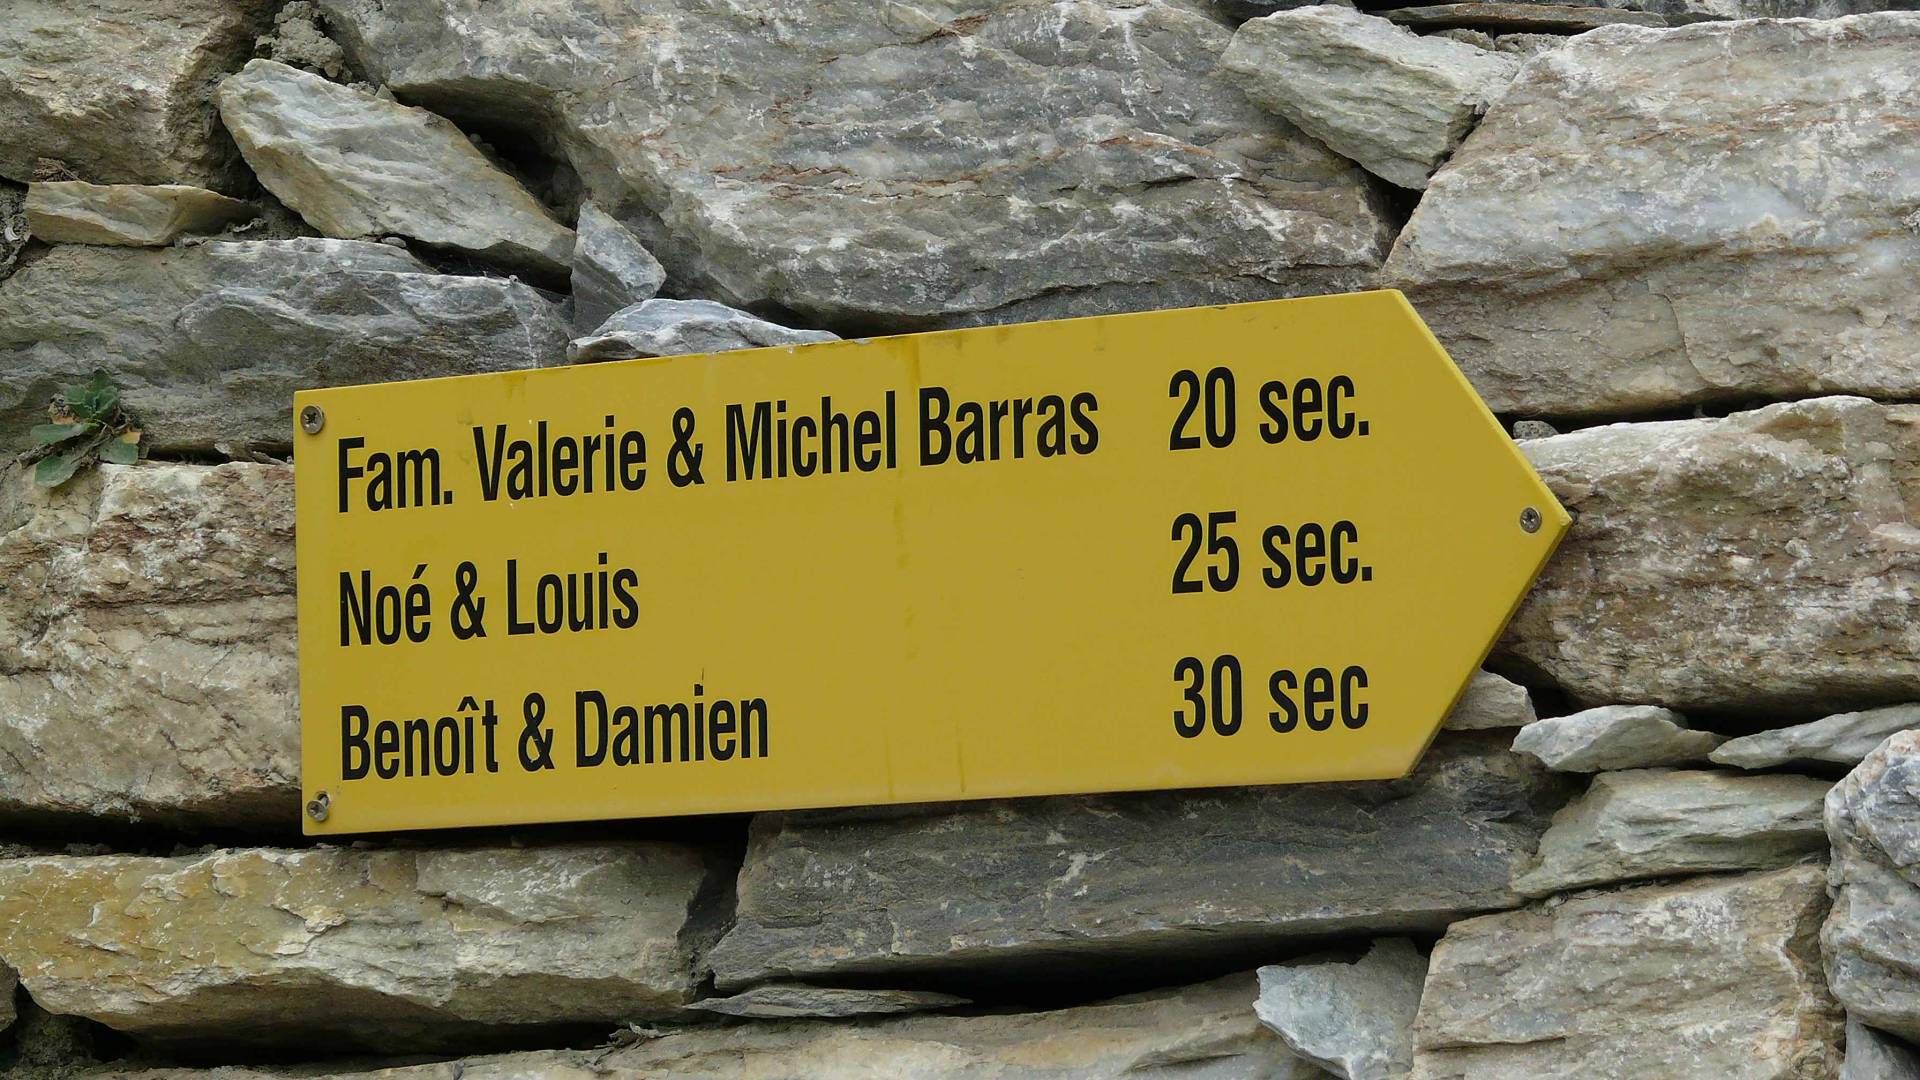 Fam. Valerie & Michel Barras 20 sec.
Noé & Louis 25 sec.
Benoît & Damien 30 sec